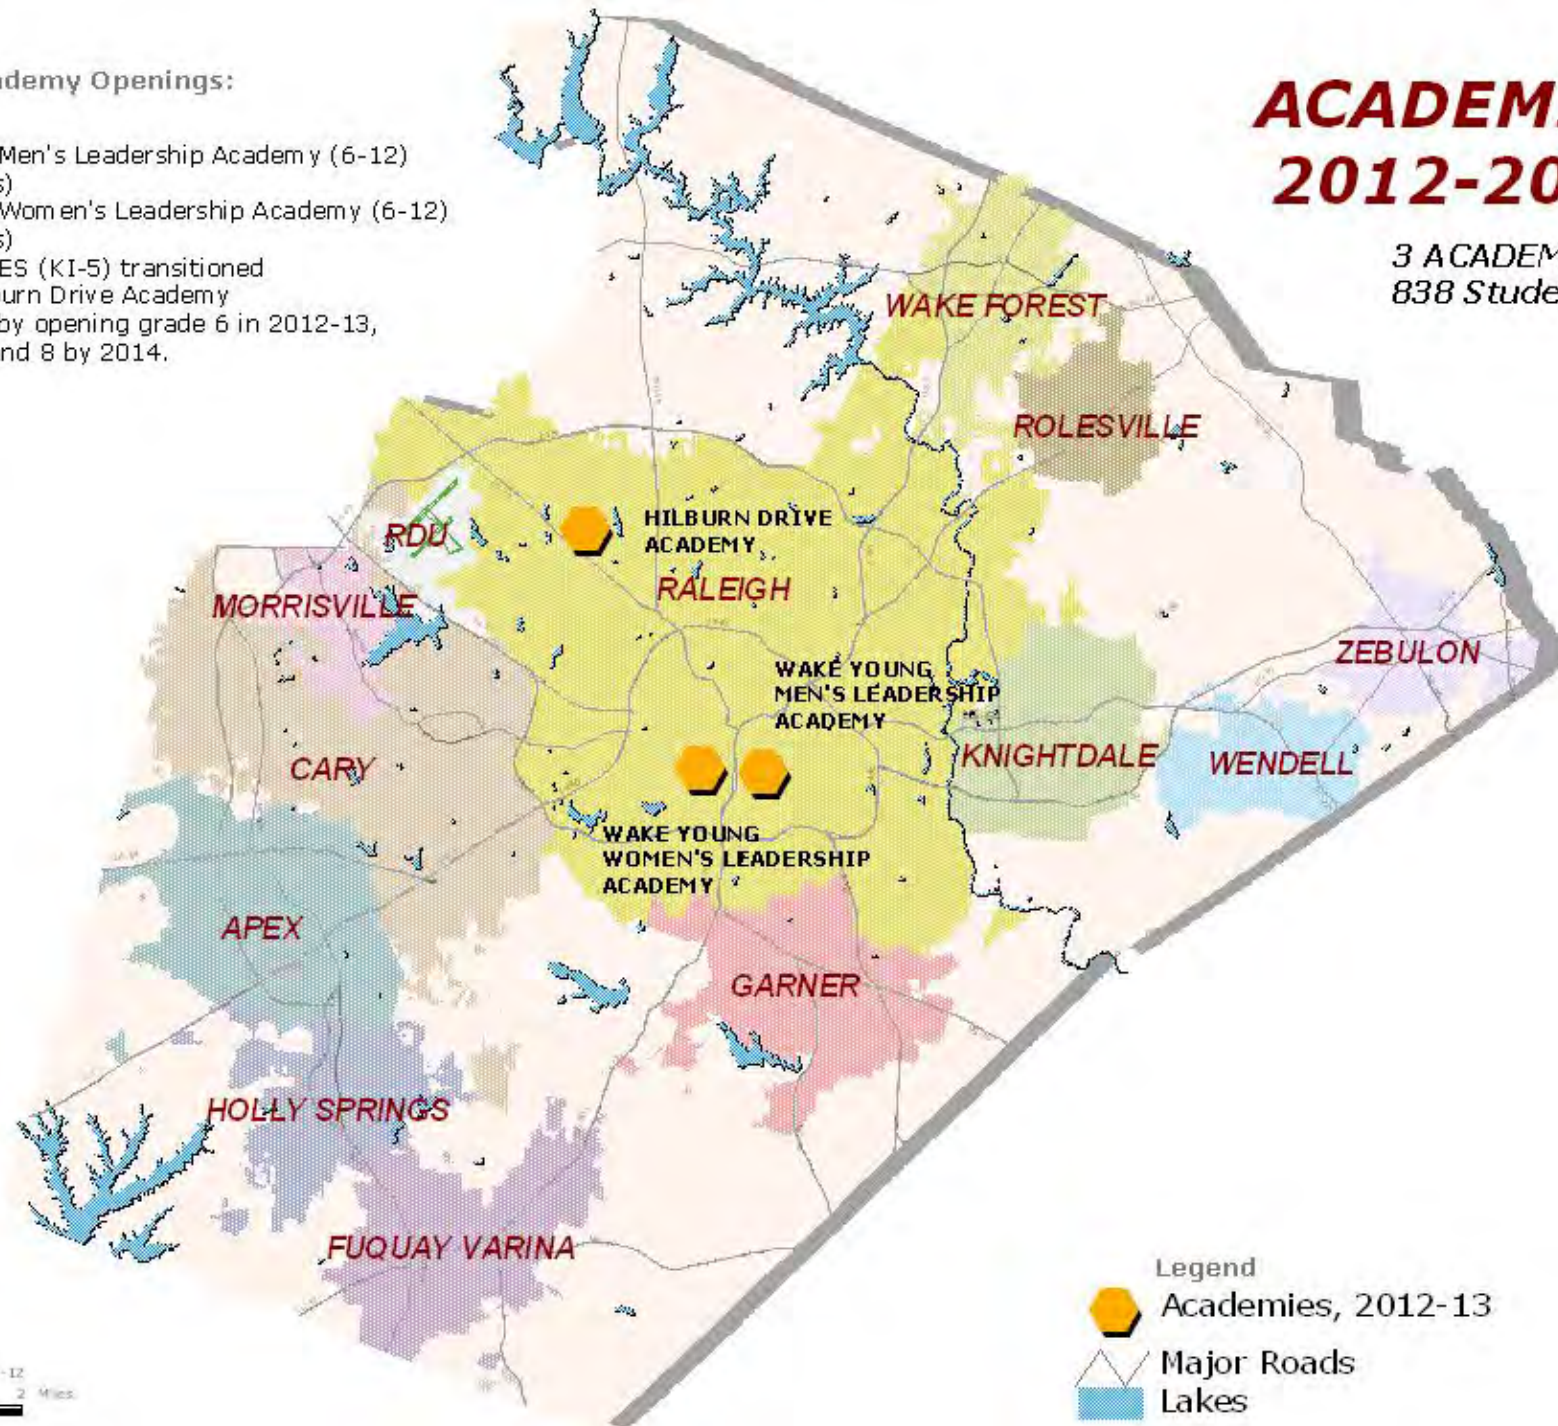 ademy Openings:
Men's Leadership Academy (6-12)
s)
Women's Leadership Academy (6-12)
s)
ES (KI-5) transitioned
urn Drive Academy
by opening grade 6 in 2012-13,
nd 8 by 2014.
ACADEM
2012-20
3 ACADEM
838 Stude
WAKE FOREST
ROLESVILLE
RDU
HILBURN DRIVE
ACADEMY
RALEIGH
MORRISVILLE
ZEBULON
WAKE YOUNG
MEN'S LEADERSHIP
ACADEMY
KNIGHTDALE
WENDELL
CARY
WAKE YOUNG
WOMEN'S LEADERSHIP
ACADEMY
APEX
GARNER
HOLLY SPRINGS
FUQUAY VARINA
Legend
Academies, 2012-13
Major Roads
Lakes
-12
2 Miles